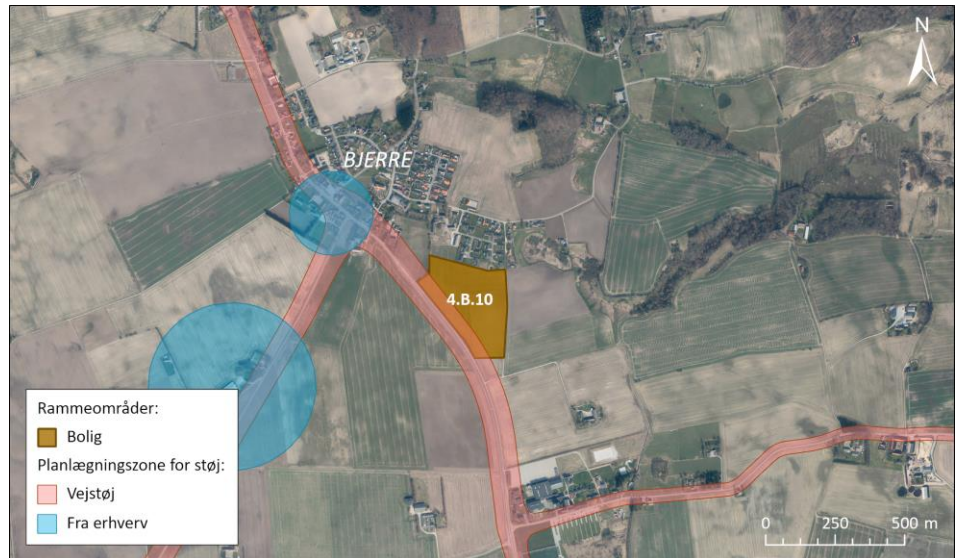 N
BJERRE
4.B.10
Rammeområder:
Bolig
Planlægningszone for støj:
Vejstøj
Fra erhverv
0 250 500 m